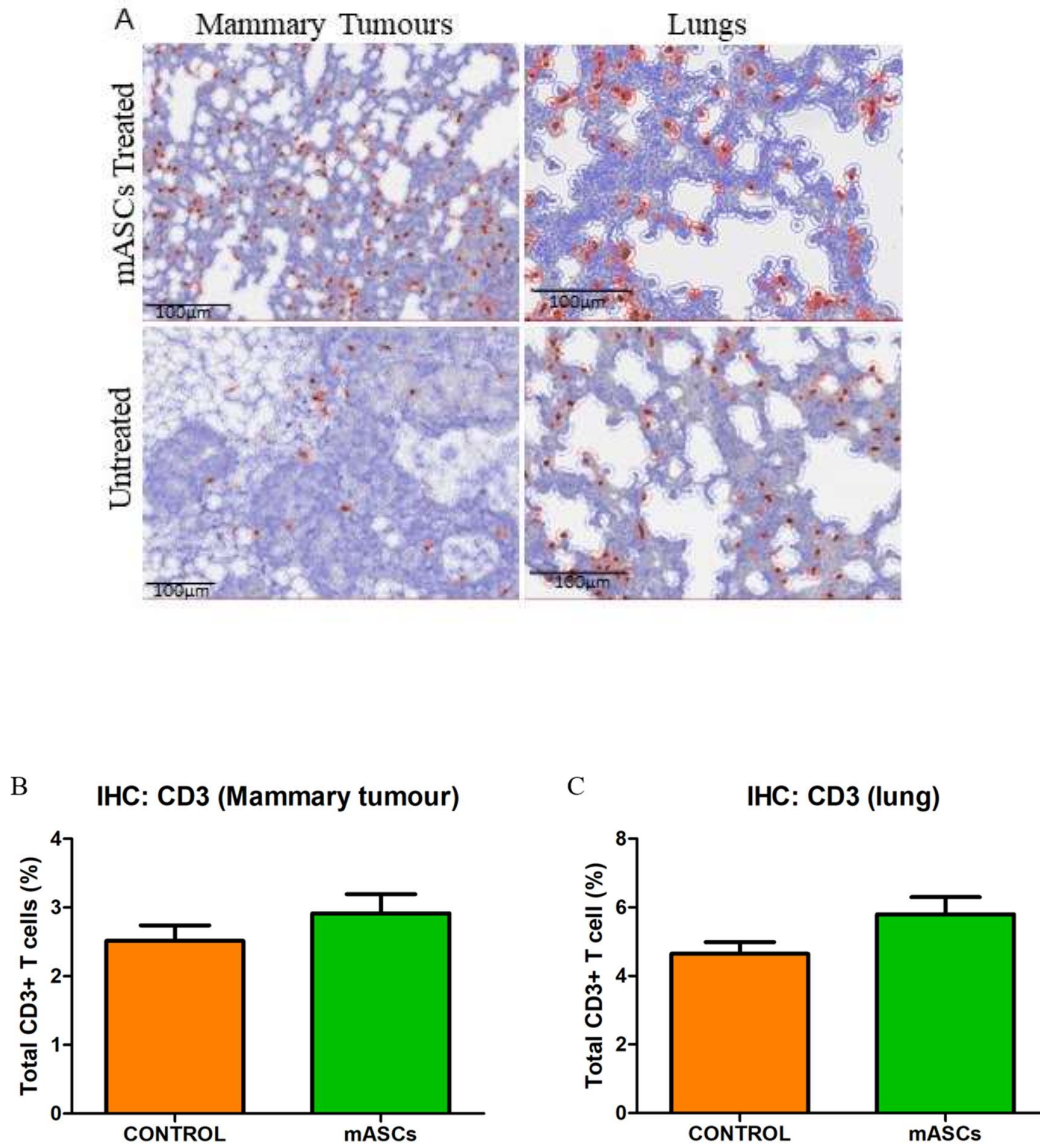 A
Mammary Tumours
Lungs
mASCs Treated
100µm
100µm
Untreated
100µm
100µm
B
IHC: CD3 (Mammary tumour)
Total CD3+ T cells (%)
4
3
2
1
0
CONTROL
mASCs
C
IHC: CD3 (lung)
Total CD3+ T cell (%)
8
6
4
2
0
CONTROL
mASCs